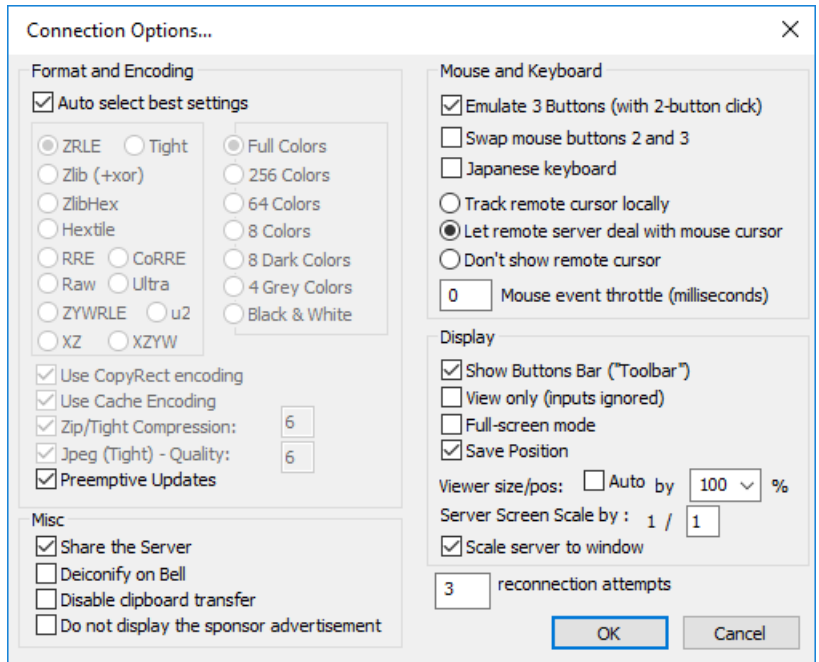 Connection Options...
Format and Encoding
Auto select best settings
ZRLE Tight
Zlib (+xor)
ZlibHex
Hextile
RRE CoRRE
Raw Ultra
ZYWRLE u2
XZ XZYW
Full Colors
256 Colors
64 Colors
8 Colors
8 Dark Colors
4 Grey Colors
Black & White
Use CopyRect encoding
Use Cache Encoding
Zip/Tight Compression: 6
Jpeg (Tight) - Quality: 6
Preemptive Updates
Misc
Share the Server
Deiconify on Bell
Disable clipboard transfer
Do not display the sponsor advertisement
Mouse and Keyboard
Emulate 3 Buttons (with 2-button click)
Swap mouse buttons 2 and 3
Japanese keyboard
Track remote cursor locally
Let remote server deal with mouse cursor
Don't show remote cursor
0 Mouse event throttle (milliseconds)
Display
Show Buttons Bar ("Toolbar")
View only (inputs ignored)
Full-screen mode
Save Position
Viewer size/pos: Auto by 100 %
Server Screen Scale by : 1 / 1
Scale server to window
3 reconnection attempts
OK Cancel